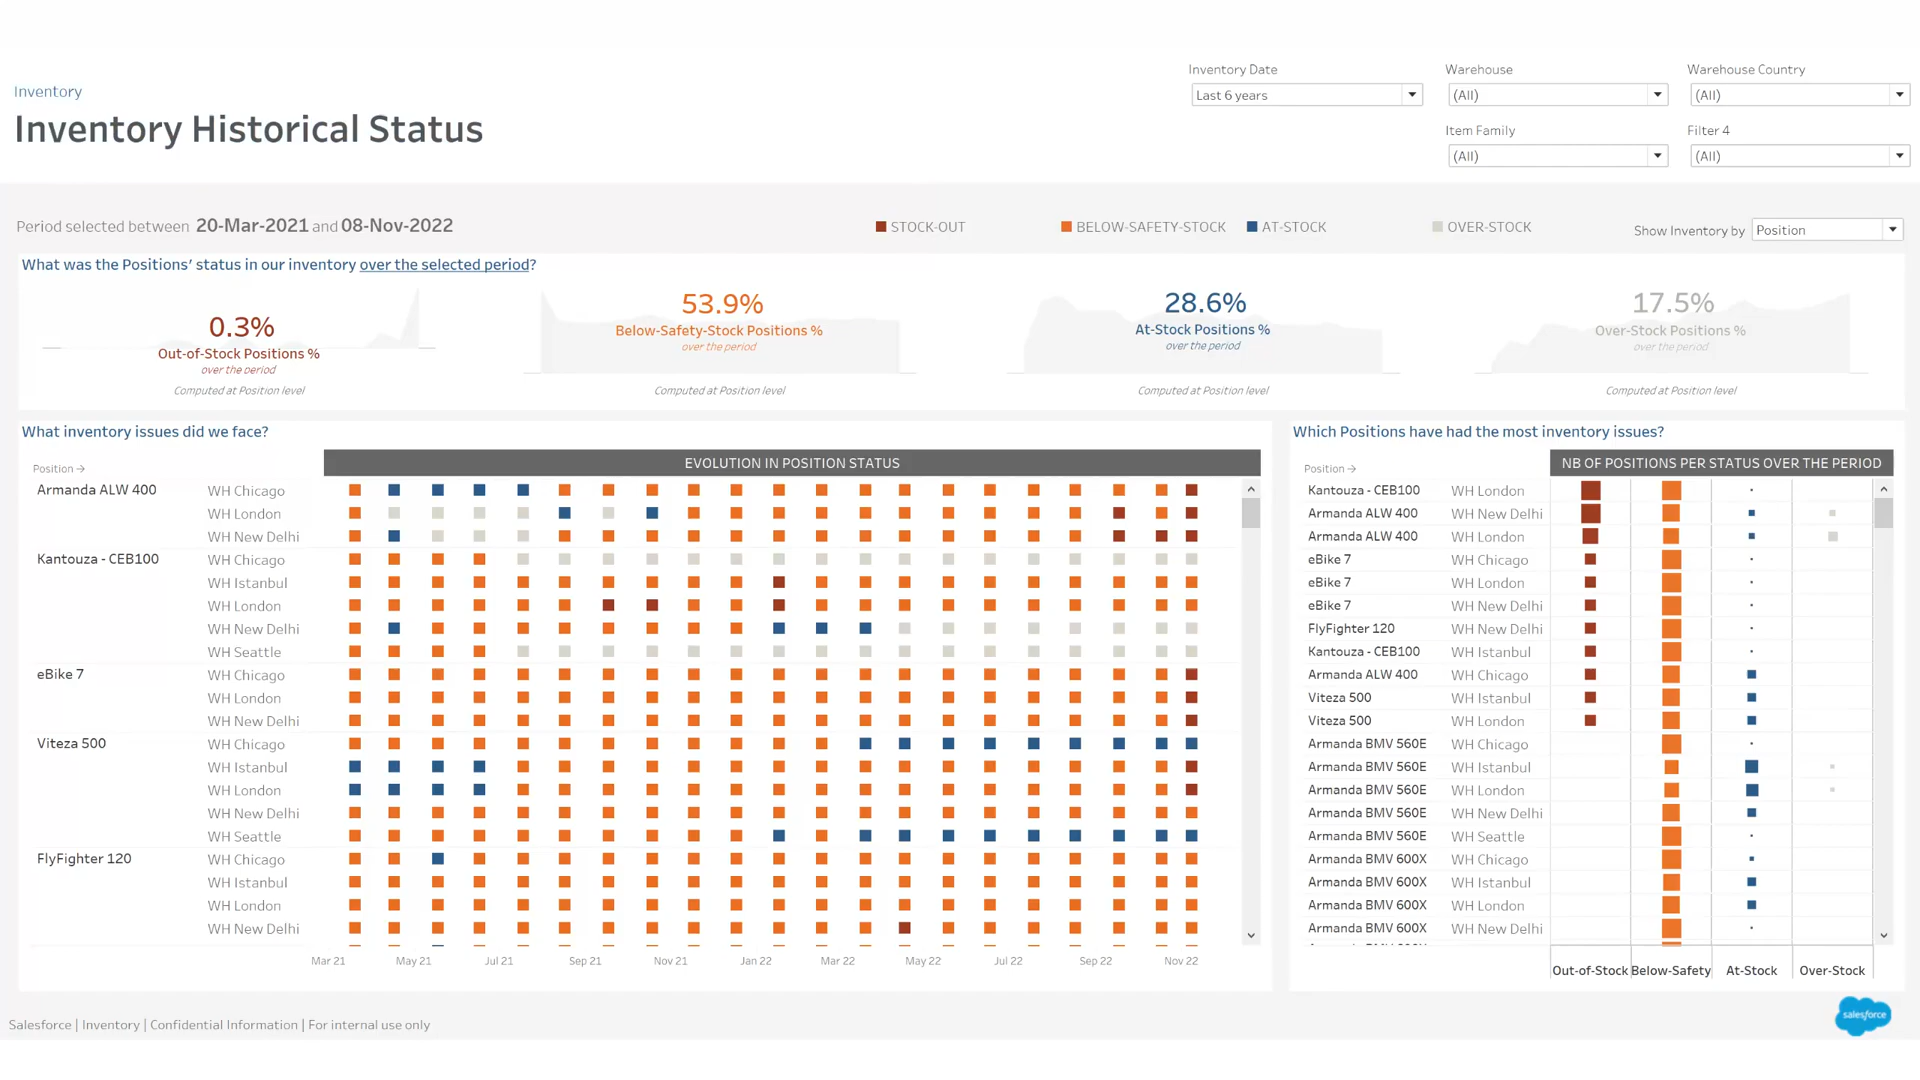 Inventory
Inventory Historical Status
Inventory Date
Last 6 years
Warehouse
(All)
Warehouse Country
(All)
Item Family
(All)
Filter 4
(All)
Period selected between 20-Mar-2021 and 08-Nov-2022
STOCK-OUT
BELOW-SAFETY-STOCK
AT-STOCK
OVER-STOCK
Show Inventory by
Position
What was the Positions' status in our inventory over the selected period?
0.3%
Out-of-Stock Positions %
over the period
Computed at Position level
53.9%
Below-Safety-Stock Positions %
over the period
Computed at Position level
28.6%
At-Stock Positions %
over the period
Computed at Position level
17.5%
Over-Stock Positions %
over the period
Computed at Position level
What inventory issues did we face?
Position →
EVOLUTION IN POSITION STATUS
Armanda ALW 400 WH Chicago
WH London
WH New Delhi
Kantouza - CEB100 WH Chicago
WH Istanbul
WH London
WH New Delhi
WH Seattle
eBike 7 WH Chicago
WH London
WH New Delhi
Viteza 500 WH Chicago
WH Istanbul
WH London
WH New Delhi
WH Seattle
FlyFighter 120 WH Chicago
WH Istanbul
WH London
WH New Delhi
Mar 21 May 21 Jul 21 Sep 21 Nov 21 Jan 22 Mar 22 May 22 Jul 22 Sep 22 Nov 22
Which Positions have had the most inventory issues?
Position →
NB OF POSITIONS PER STATUS OVER THE PERIOD
Kantouza - CEB100 WH London
Armanda ALW 400 WH New Delhi
Armanda ALW 400 WH London
eBike 7 WH Chicago
eBike 7 WH London
eBike 7 WH New Delhi
FlyFighter 120 WH New Delhi
Kantouza - CEB100 WH Istanbul
Armanda ALW 400 WH Chicago
Viteza 500 WH Istanbul
Viteza 500 WH London
Armanda BMV 560E WH Chicago
Armanda BMV 560E WH Istanbul
Armanda BMV 560E WH London
Armanda BMV 560E WH New Delhi
Armanda BMV 560E WH Seattle
Armanda BMV 600X WH Chicago
Armanda BMV 600X WH Istanbul
Armanda BMV 600X WH London
Armanda BMV 600X WH New Delhi
Out-of-Stock Below-Safety At-Stock Over-Stock
Salesforce | Inventory | Confidential Information | For internal use only
salesforce